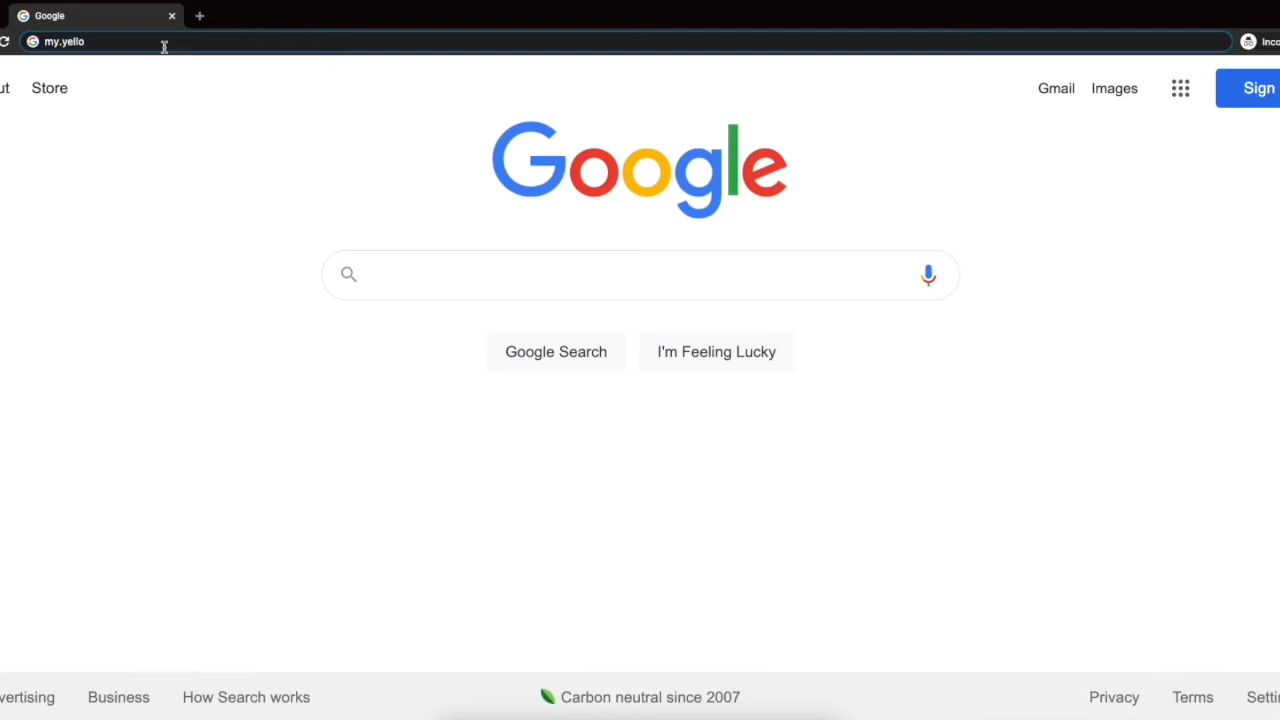 Google
my.yello
Inco
ut Store
Gmail Images Sign
Google
Google Search I'm Feeling Lucky
vertising Business How Search works Carbon neutral since 2007 Privacy Terms Setti